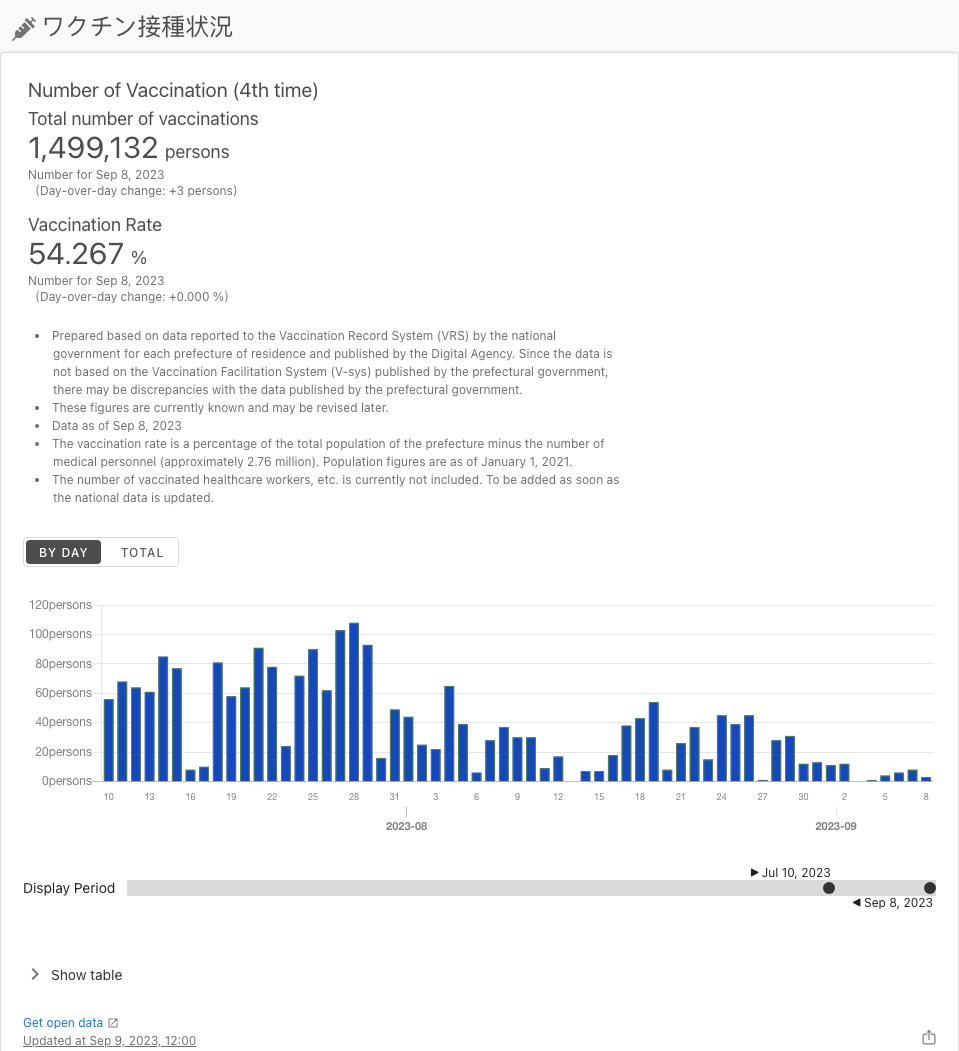 ワクチン接種状況
Number of Vaccination (4th time)
Total number of vaccinations
1,499,132 persons
Number for Sep 8, 2023
(Day-over-day change: +3 persons)
Vaccination Rate
54.267 %
Number for Sep 8, 2023
(Day-over-day change: +0.000 %)
• Prepared based on data reported to the Vaccination Record System (VRS) by the national
government for each prefecture of residence and published by the Digital Agency. Since the data is
not based on the Vaccination Facilitation System (V-sys) published by the prefectural government,
there may be discrepancies with the data published by the prefectural government.
• These figures are currently known and may be revised later.
• Data as of Sep 8, 2023
• The vaccination rate is a percentage of the total population of the prefecture minus the number of
medical personnel (approximately 2.76 million). Population figures are as of January 1, 2021.
• The number of vaccinated healthcare workers, etc. is currently not included. To be added as soon as
the national data is updated.
BY DAY TOTAL
120persons
100persons
80persons
60persons
40persons
20persons
0persons
10 13 16 19 22 25 28 31 3 6 9 12 15 18 21 24 27 30 2 5 8
2023-08 2023-09
▶ Jul 10, 2023
Display Period
◀ Sep 8, 2023
Show table
Get open data
Updated at Sep 9, 2023, 12:00